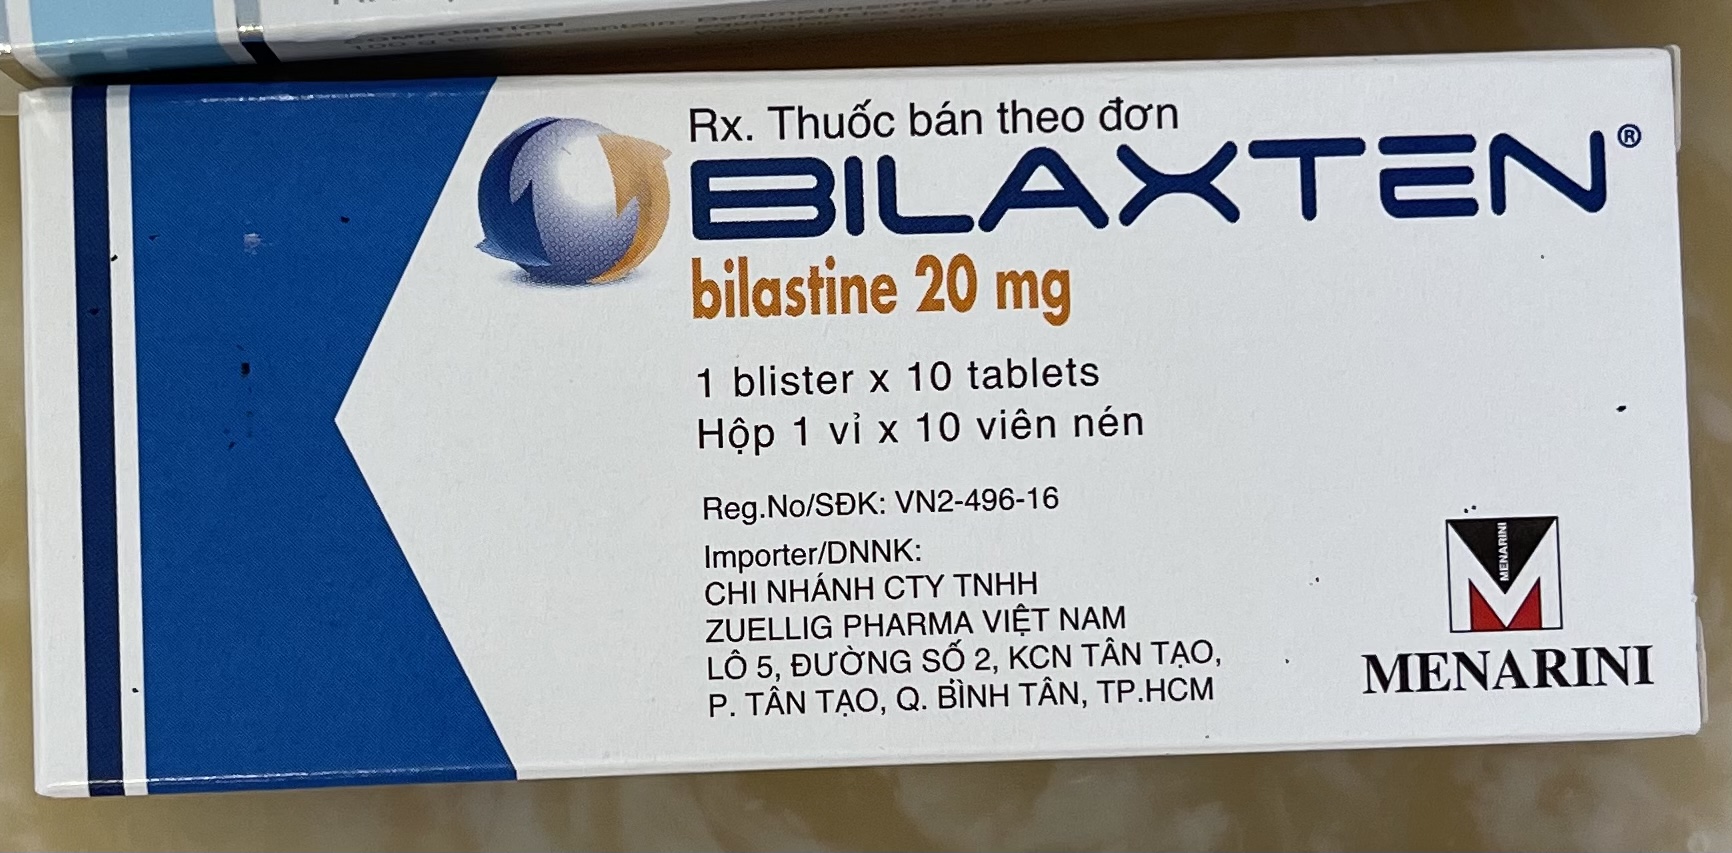 COMPOSITION
Rx. Thuốc bán theo đơn
BILAXTEN®
bilastine 20 mg
1 blister x 10 tablets
Hộp 1 vỉ x 10 viên nén
Reg.No/SĐK: VN2-496-16
Importer/DNNK:
CHI NHÁNH CTY TNHH
ZUELLIG PHARMA VIỆT NAM
LÔ 5, ĐƯỜNG SỐ 2, KCN TÂN TẠO,
P. TÂN TẠO, Q. BÌNH TÂN, TP.HCM
MENARINI
MENARINI